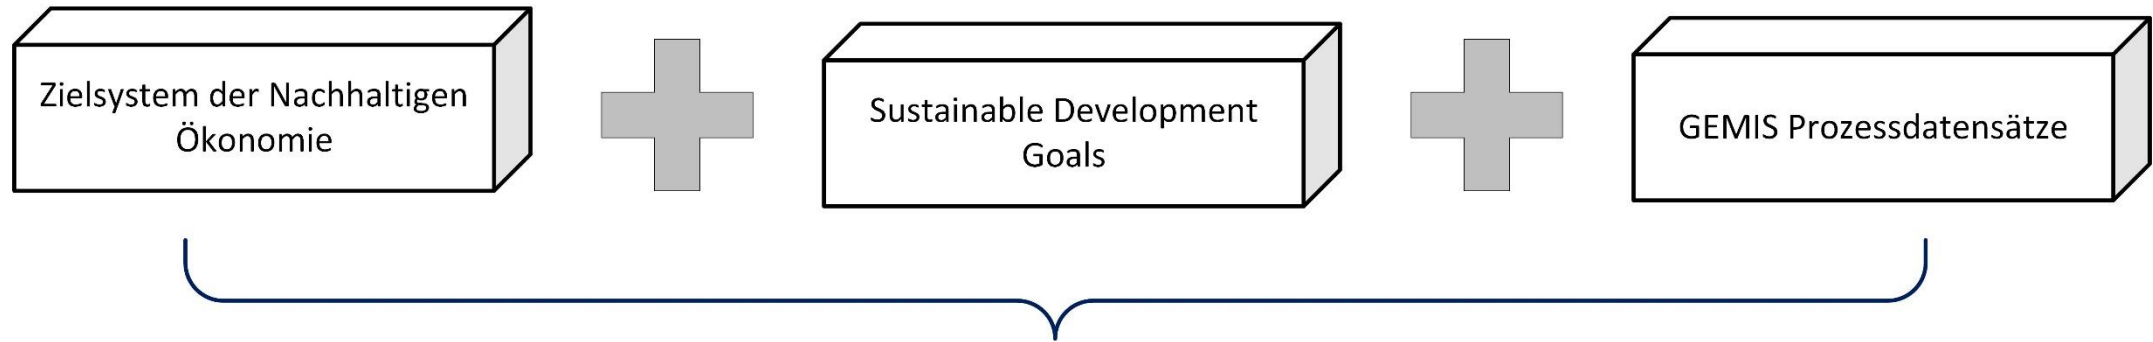 Zielsystem der Nachhaltigen
Ökonomie
Sustainable Development
Goals
GEMIS Prozessdatensätze